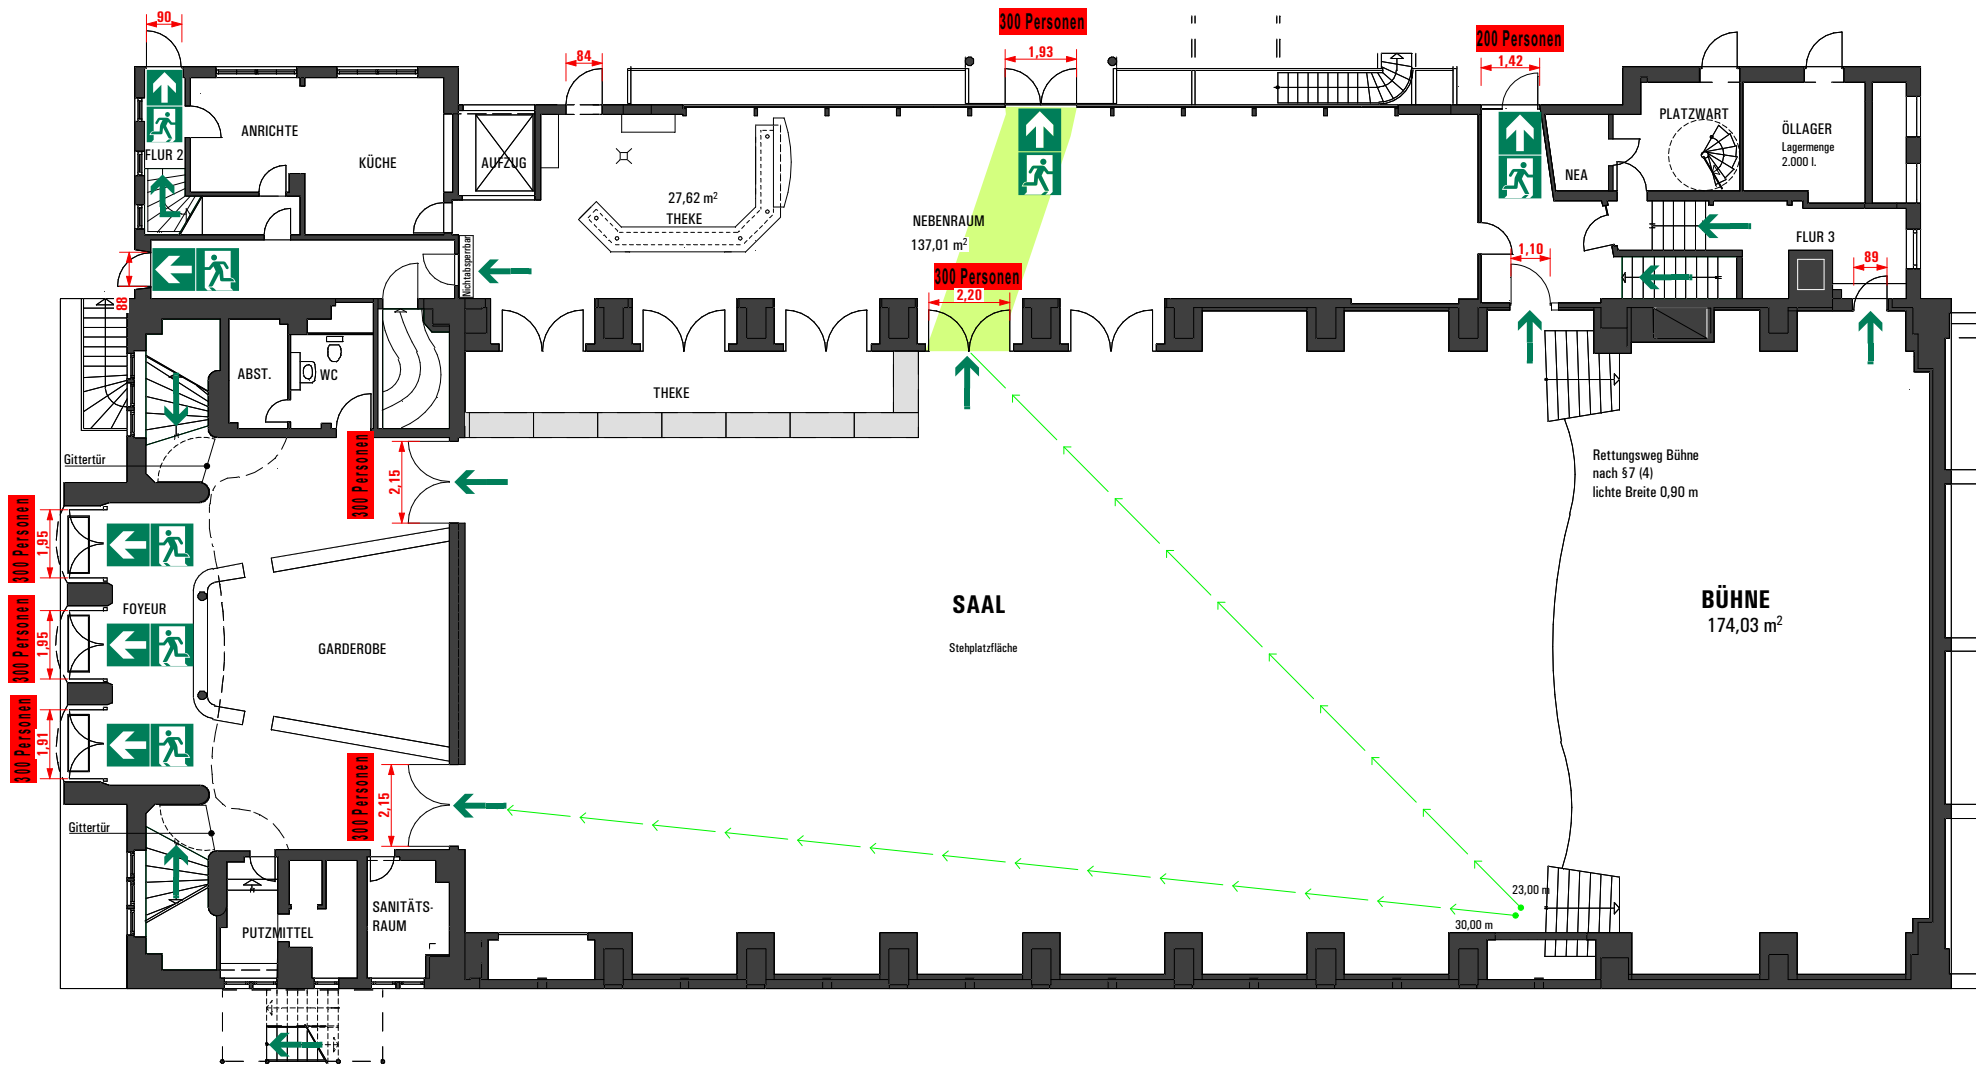 90
300 Personen
1,93
200 Personen
1,42
84
ANRICHTE
KÜCHE
FLUR 2
AUFZUG
27,62 m²
THEKE
NEBENRAUM
137,01 m²
PLATZWART
ÖLLAGER
Lagermenge
2.000 l.
NEA
FLUR 3
1,10
89
88
Nichtabsperrbar
300 Personen
2,20
ABST.
WC
THEKE
Gittertür
300 Personen
2,15
Rettungsweg Bühne
nach §7 (4)
lichte Breite 0,90 m
300 Personen
1,95
300 Personen
1,95
FOYEUR
GARDEROBE
SAAL
Stehplatzfläche
BÜHNE
174,03 m²
300 Personen
1,91
300 Personen
2,15
Gittertür
23,00 m
30,00 m
SANITÄTS-
RAUM
PUTZMITTEL